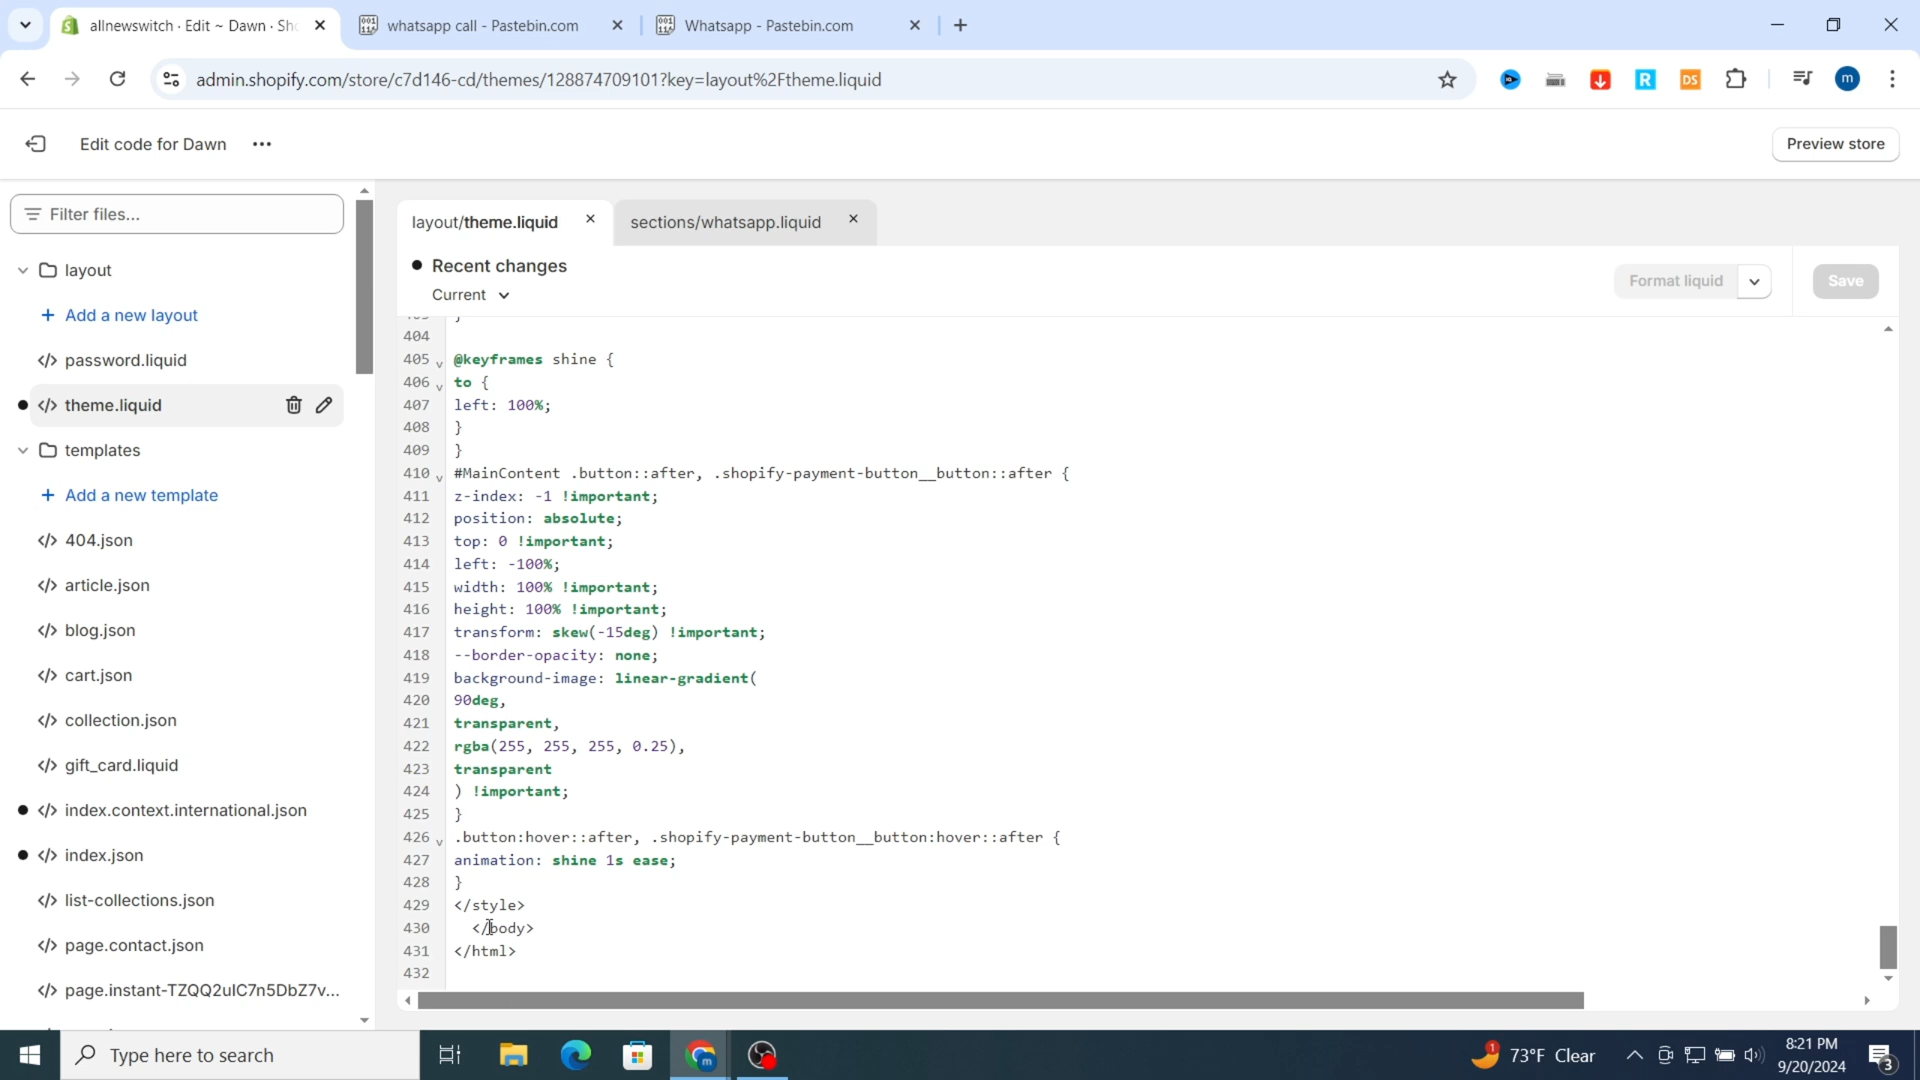 allnewswitch · Edit ~ Dawn · Sh
whatsapp call - Pastebin.com
Whatsapp - Pastebin.com
admin.shopify.com/store/c7d146-cd/themes/128874709101?key=layout%2Ftheme.liquid
R
DS
m
Edit code for Dawn
Preview store
Filter files...
layout
+ Add a new layout
</> password.liquid
</> theme.liquid
templates
+ Add a new template
</> 404.json
</> article.json
</> blog.json
</> cart.json
</> collection.json
</> gift_card.liquid
</> index.context.international.json
</> index.json
</> list-collections.json
</> page.contact.json
</> page.instant-TZQQ2uIC7n5DbZ7v...
layout/theme.liquid
sections/whatsapp.liquid
Recent changes
Current
Format liquid
Save
403 }
404
405 @keyframes shine {
406 to {
407 left: 100%;
408 }
409 }
410 #MainContent .button::after, .shopify-payment-button__button::after {
411 z-index: -1 !important;
412 position: absolute;
413 top: 0 !important;
414 left: -100%;
415 width: 100% !important;
416 height: 100% !important;
417 transform: skew(-15deg) !important;
418 --border-opacity: none;
419 background-image: linear-gradient(
420 90deg,
421 transparent,
422 rgba(255, 255, 255, 0.25),
423 transparent
424 ) !important;
425 }
426 .button:hover::after, .shopify-payment-button__button:hover::after {
427 animation: shine 1s ease;
428 }
429 </style>
430 </body>
431 </html>
432
Type here to search
m
1
73°F Clear
8:21 PM
9/20/2024
3